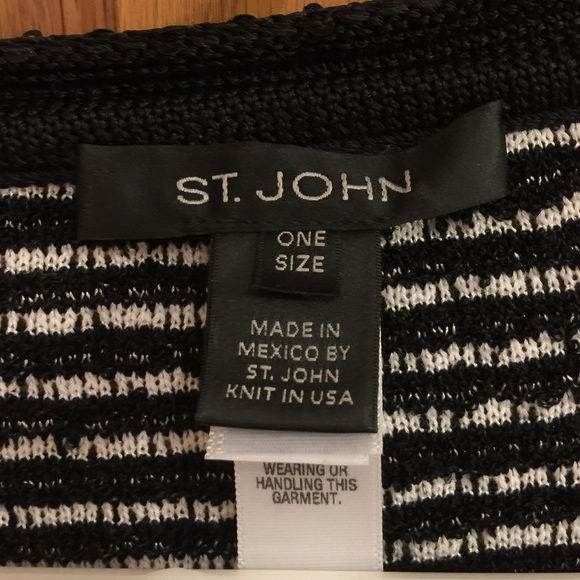 ST. JOHN
ONE
SIZE
MADE IN
MEXICO BY
ST. JOHN
KNIT IN USA
WEARING OR
HANDLING THIS
GARMENT.